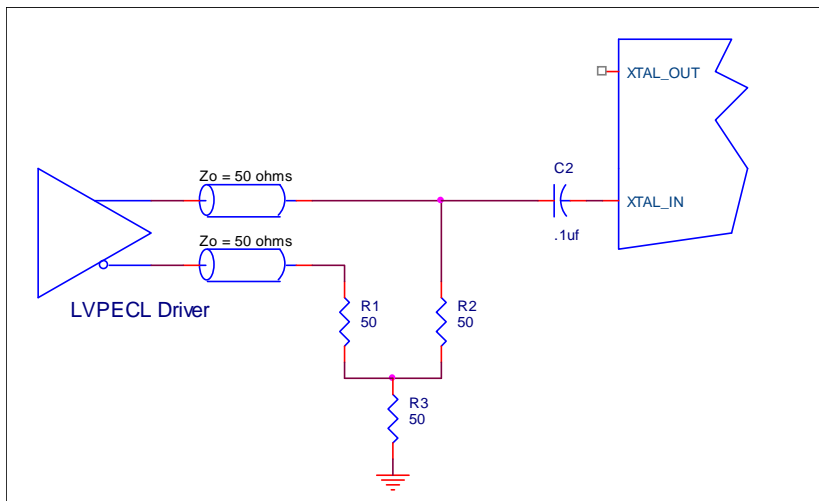 XTAL_OUT
Zo = 50 ohms
C2
XTAL_IN
.1uf
Zo = 50 ohms
LVPECL Driver
R1
50
R2
50
R3
50